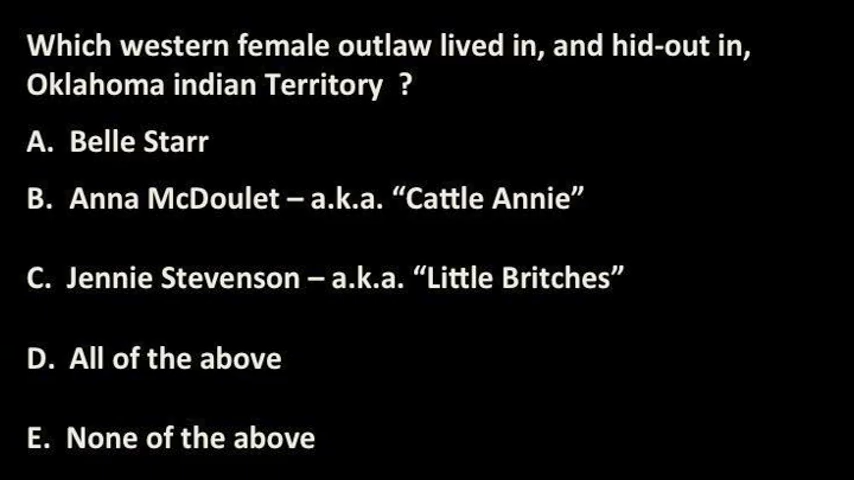 Which western female outlaw lived in, and hid-out in,
Oklahoma indian Territory  ?
A.  Belle Starr
B.  Anna McDoulet – a.k.a. “Cattle Annie”
C.  Jennie Stevenson – a.k.a. “Little Britches”
D.  All of the above
E.  None of the above